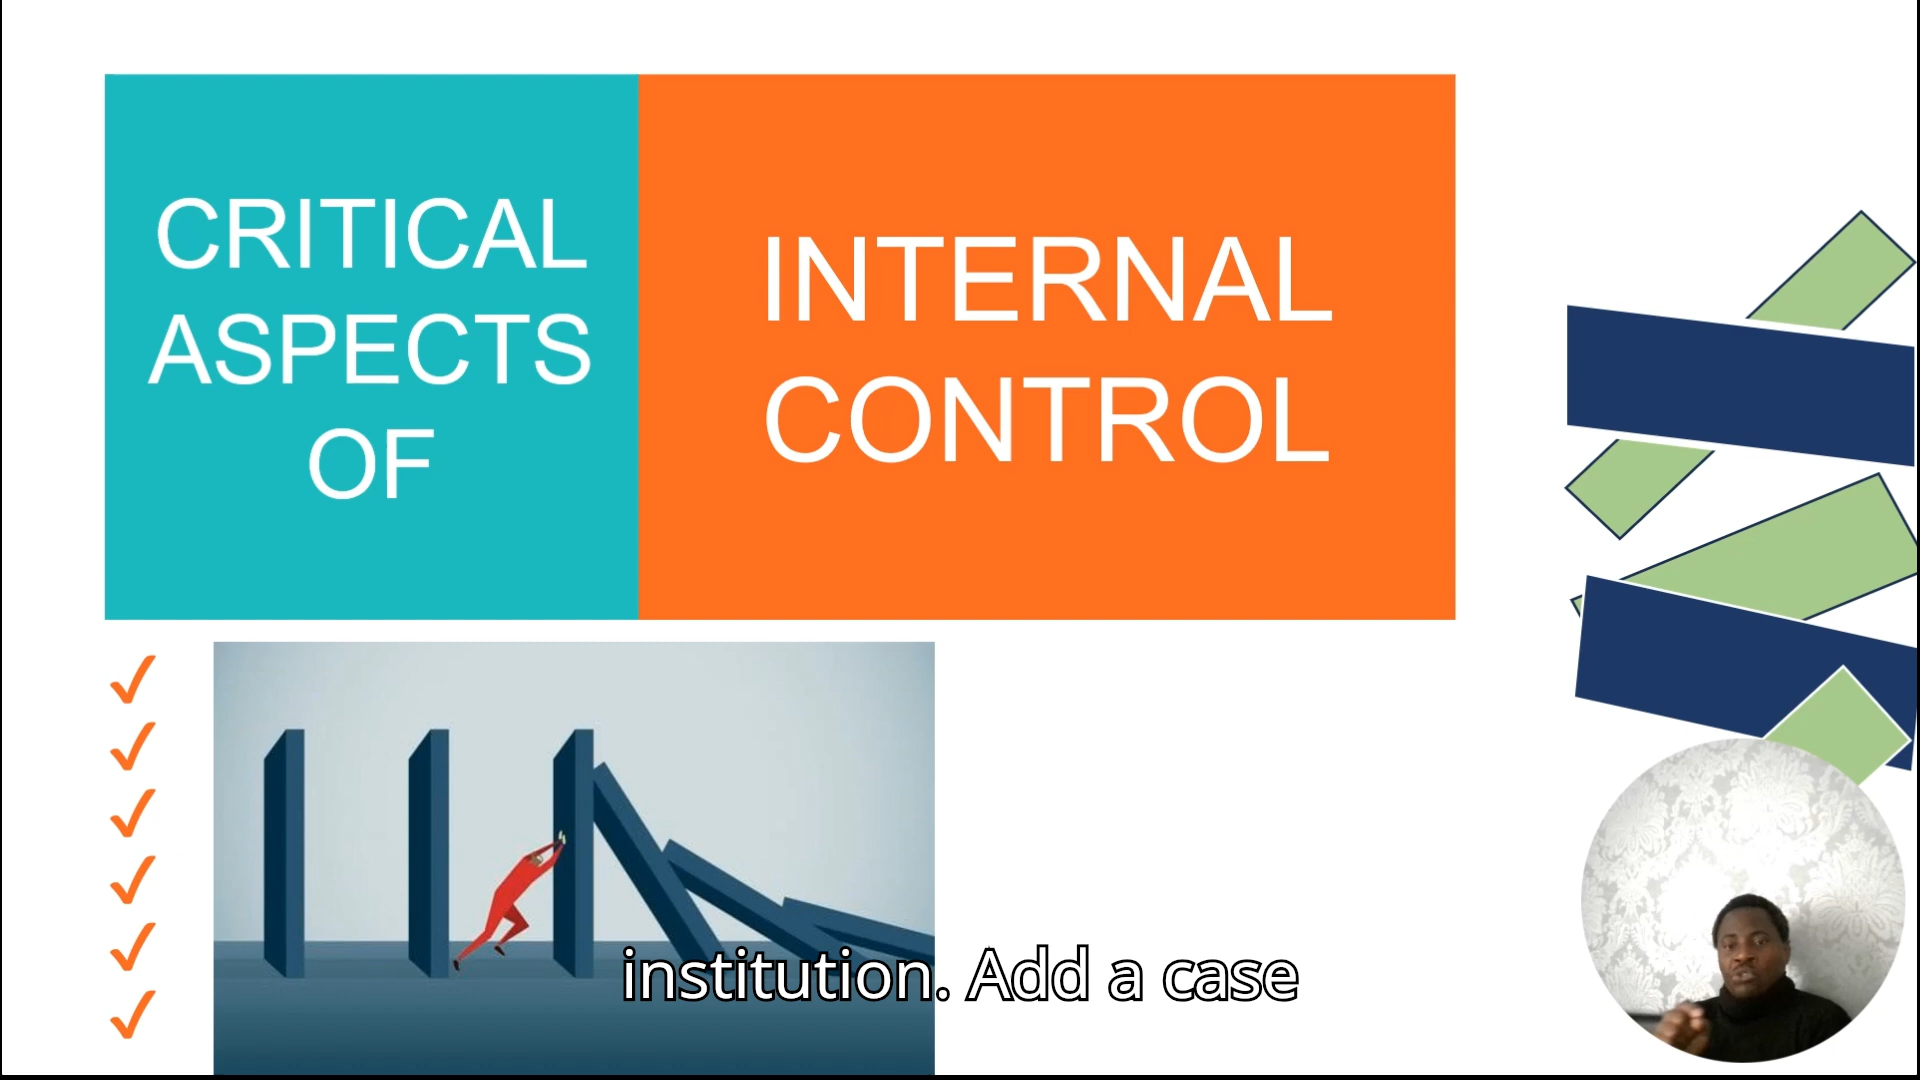 CRITICAL
ASPECTS
OF
INTERNAL
CONTROL
institution. Add a case